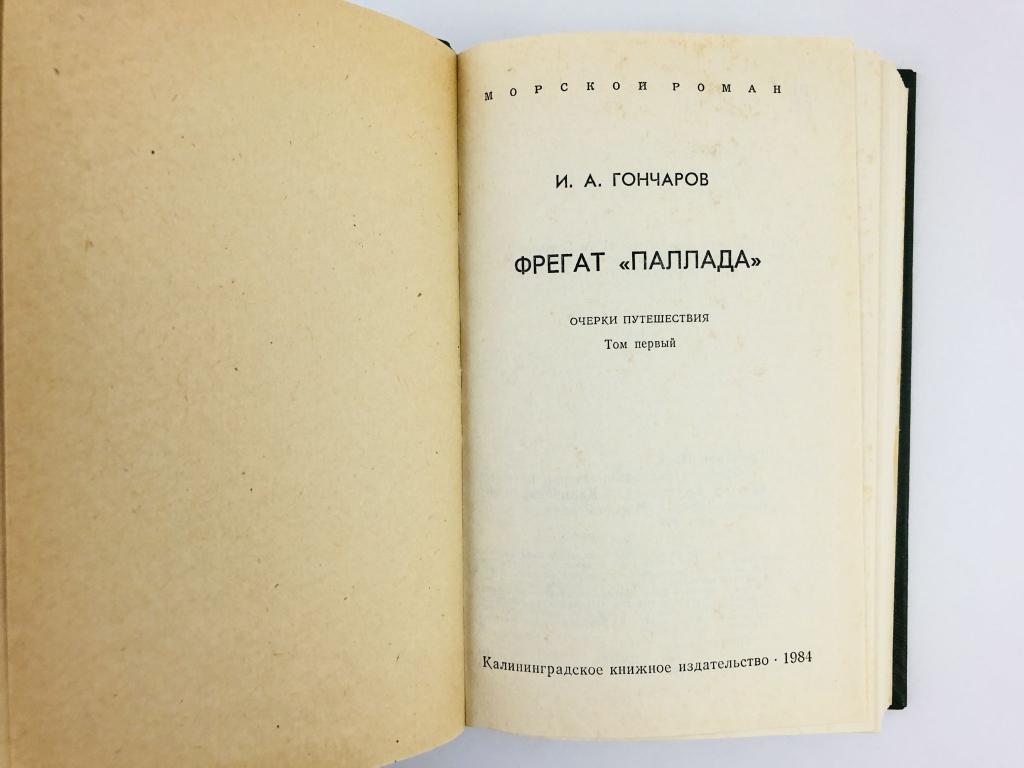 МОРСКОЙ РОМАН
И. А. ГОНЧАРОВ
ФРЕГАТ «ПАЛЛАДА»
ОЧЕРКИ ПУТЕШЕСТВИЯ
Том первый
Калининградское книжное издательство · 1984